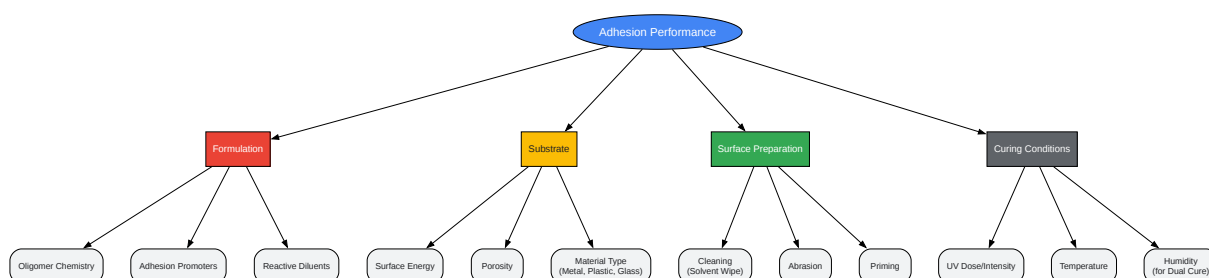 Adhesion Performance
Formulation
Substrate
Surface Preparation
Curing Conditions
Oligomer Chemistry
Adhesion Promoters
Reactive Diluents
Surface Energy
Porosity
Material Type
(Metal, Plastic, Glass)
Cleaning
(Solvent Wipe)
Abrasion
Priming
UV Dose/Intensity
Temperature
Humidity
(for Dual Cure)